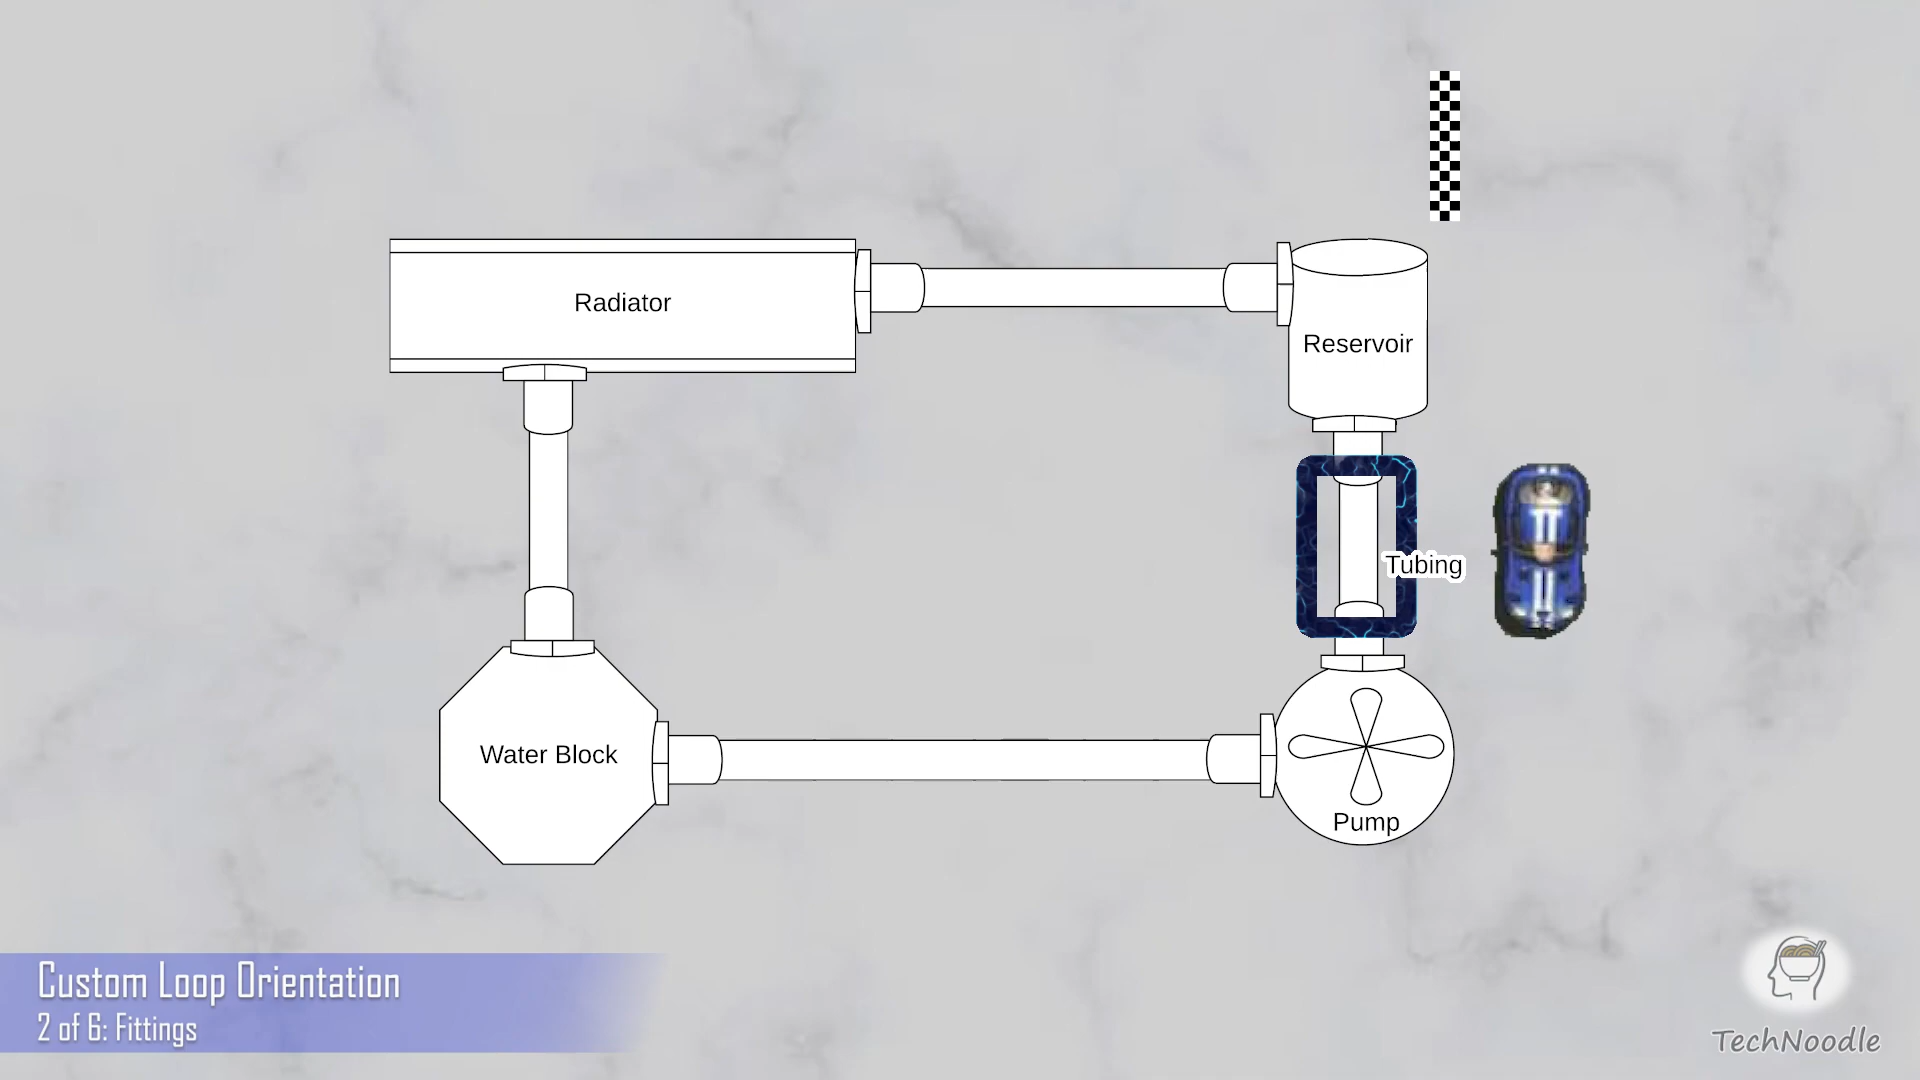 Radiator
Reservoir
Tubing
Water Block
Pump
Custom Loop Orientation
2 of 6: Fittings
TechNoodle